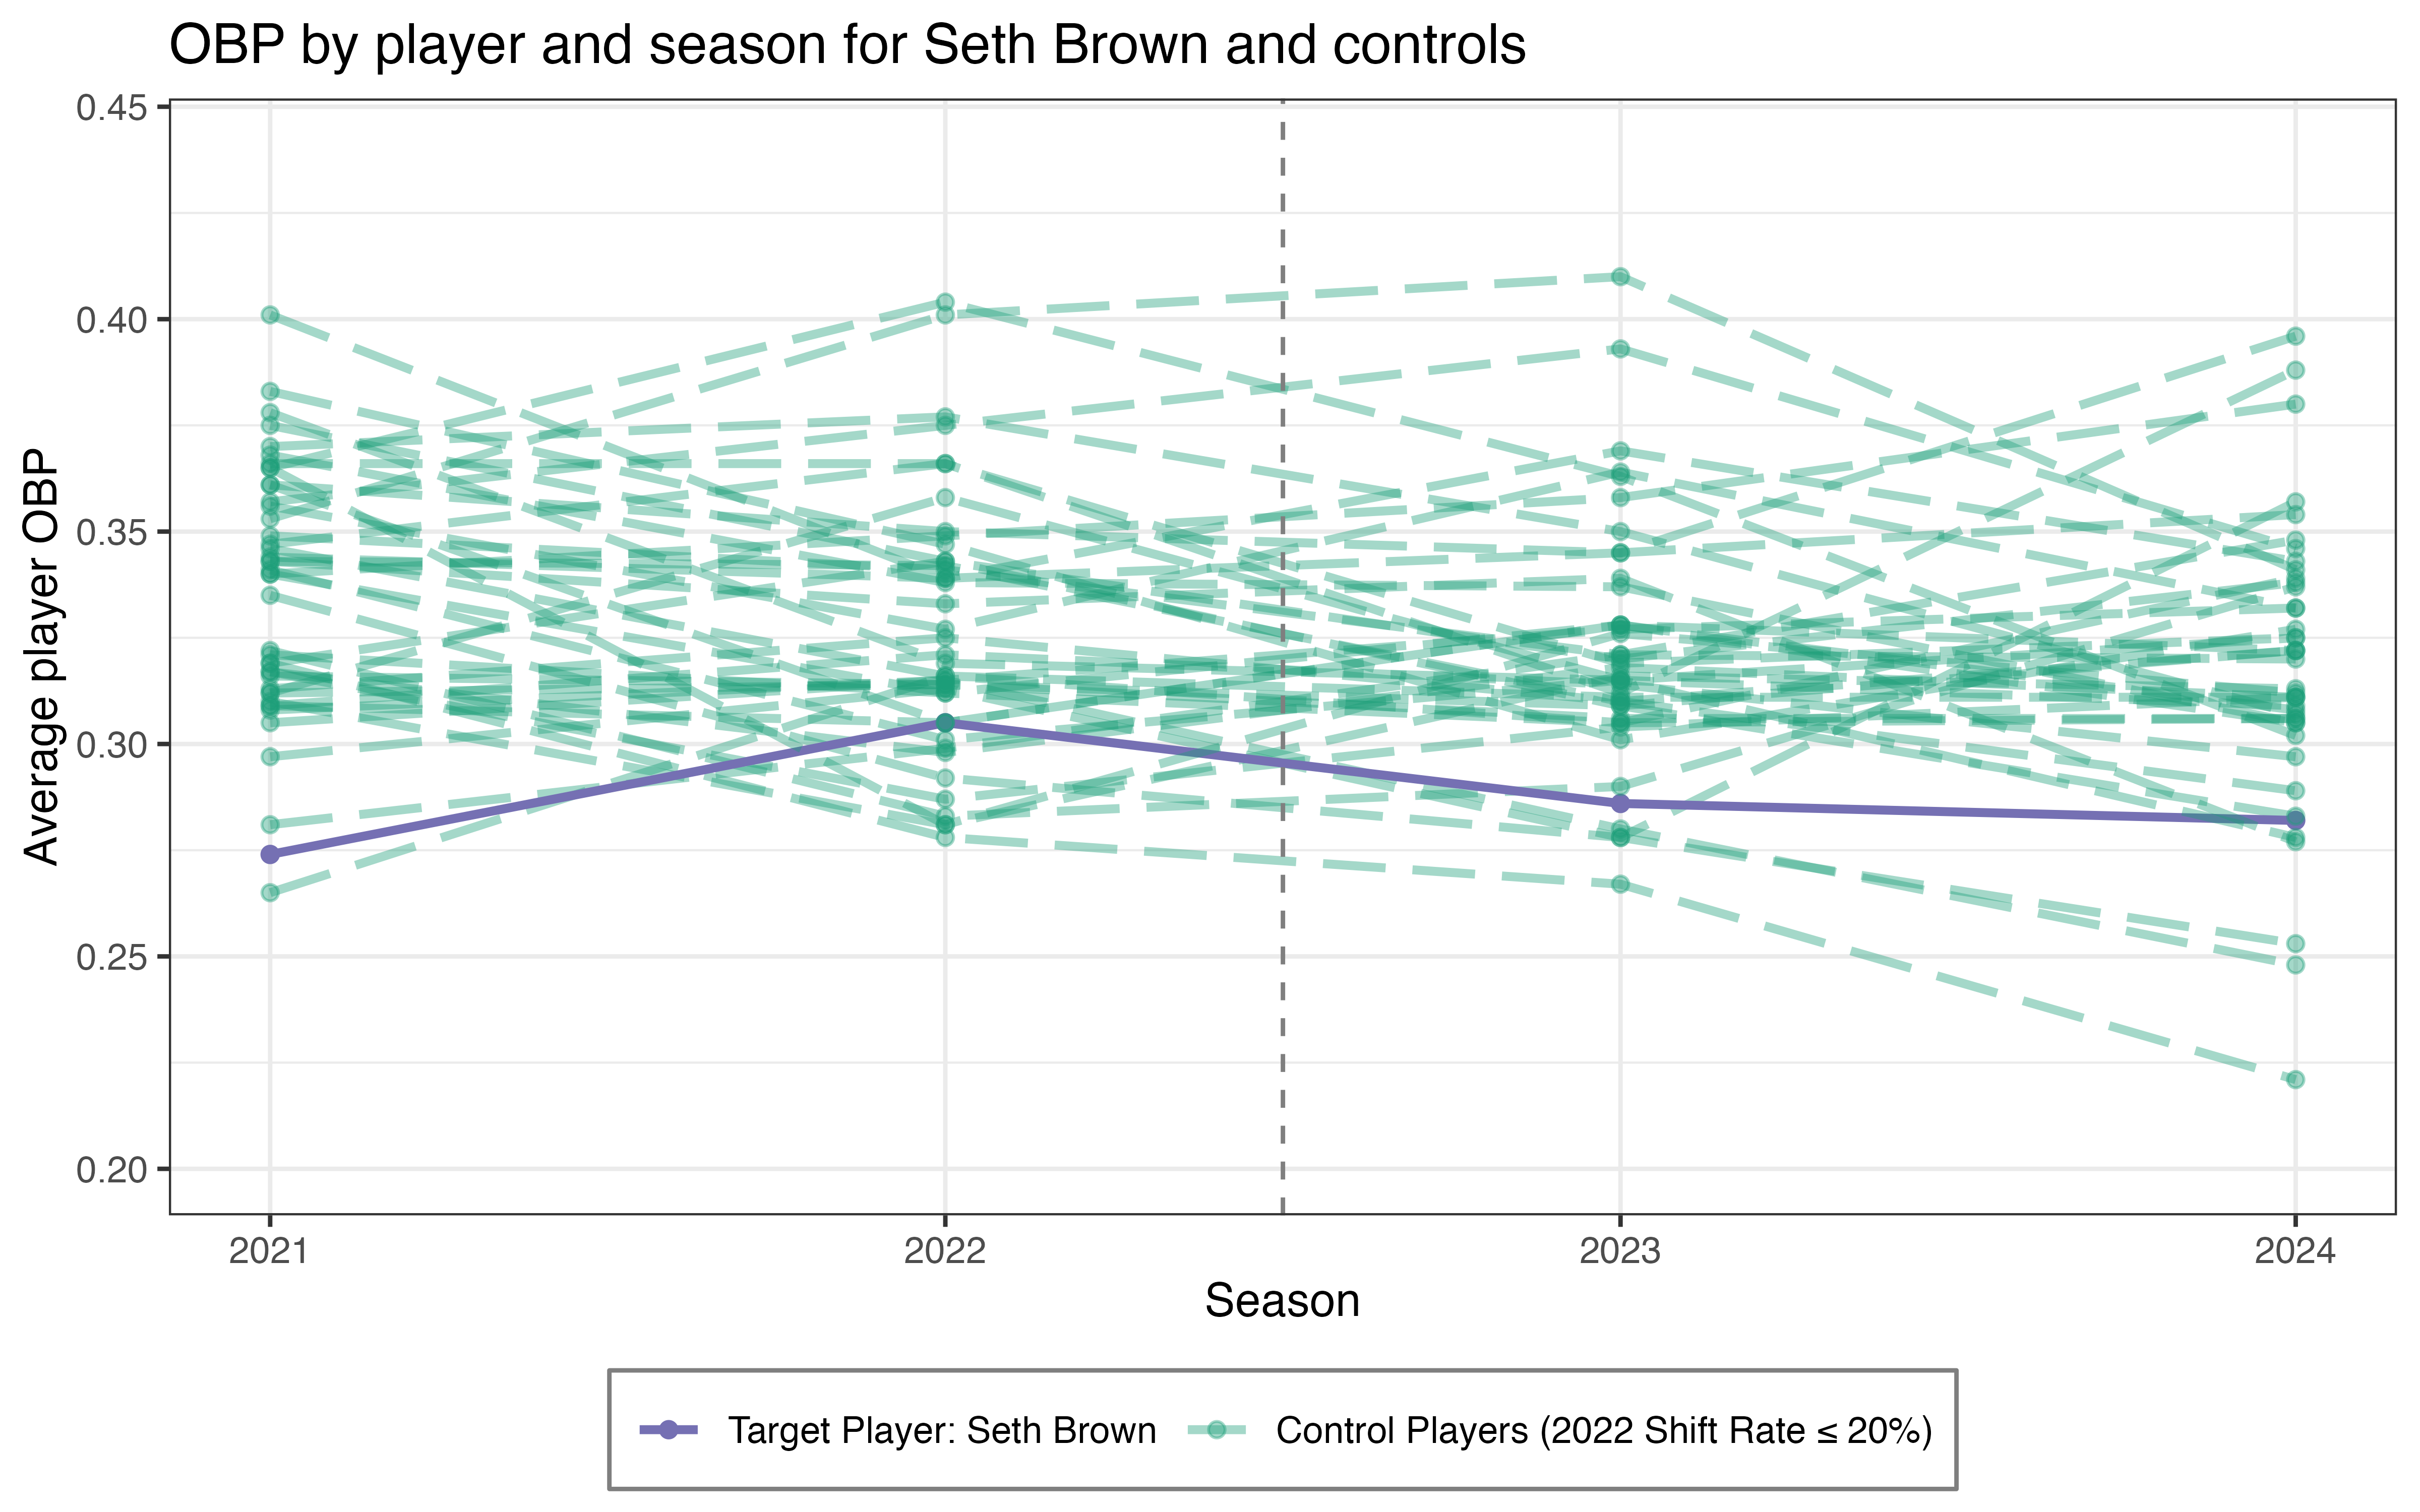 OBP by player and season for Seth Brown and controls
Average player OBP
0.45
0.40
0.35
0.30
0.25
0.20
2021
2022
2023
2024
Season
Target Player: Seth Brown
Control Players (2022 Shift Rate ≤ 20%)